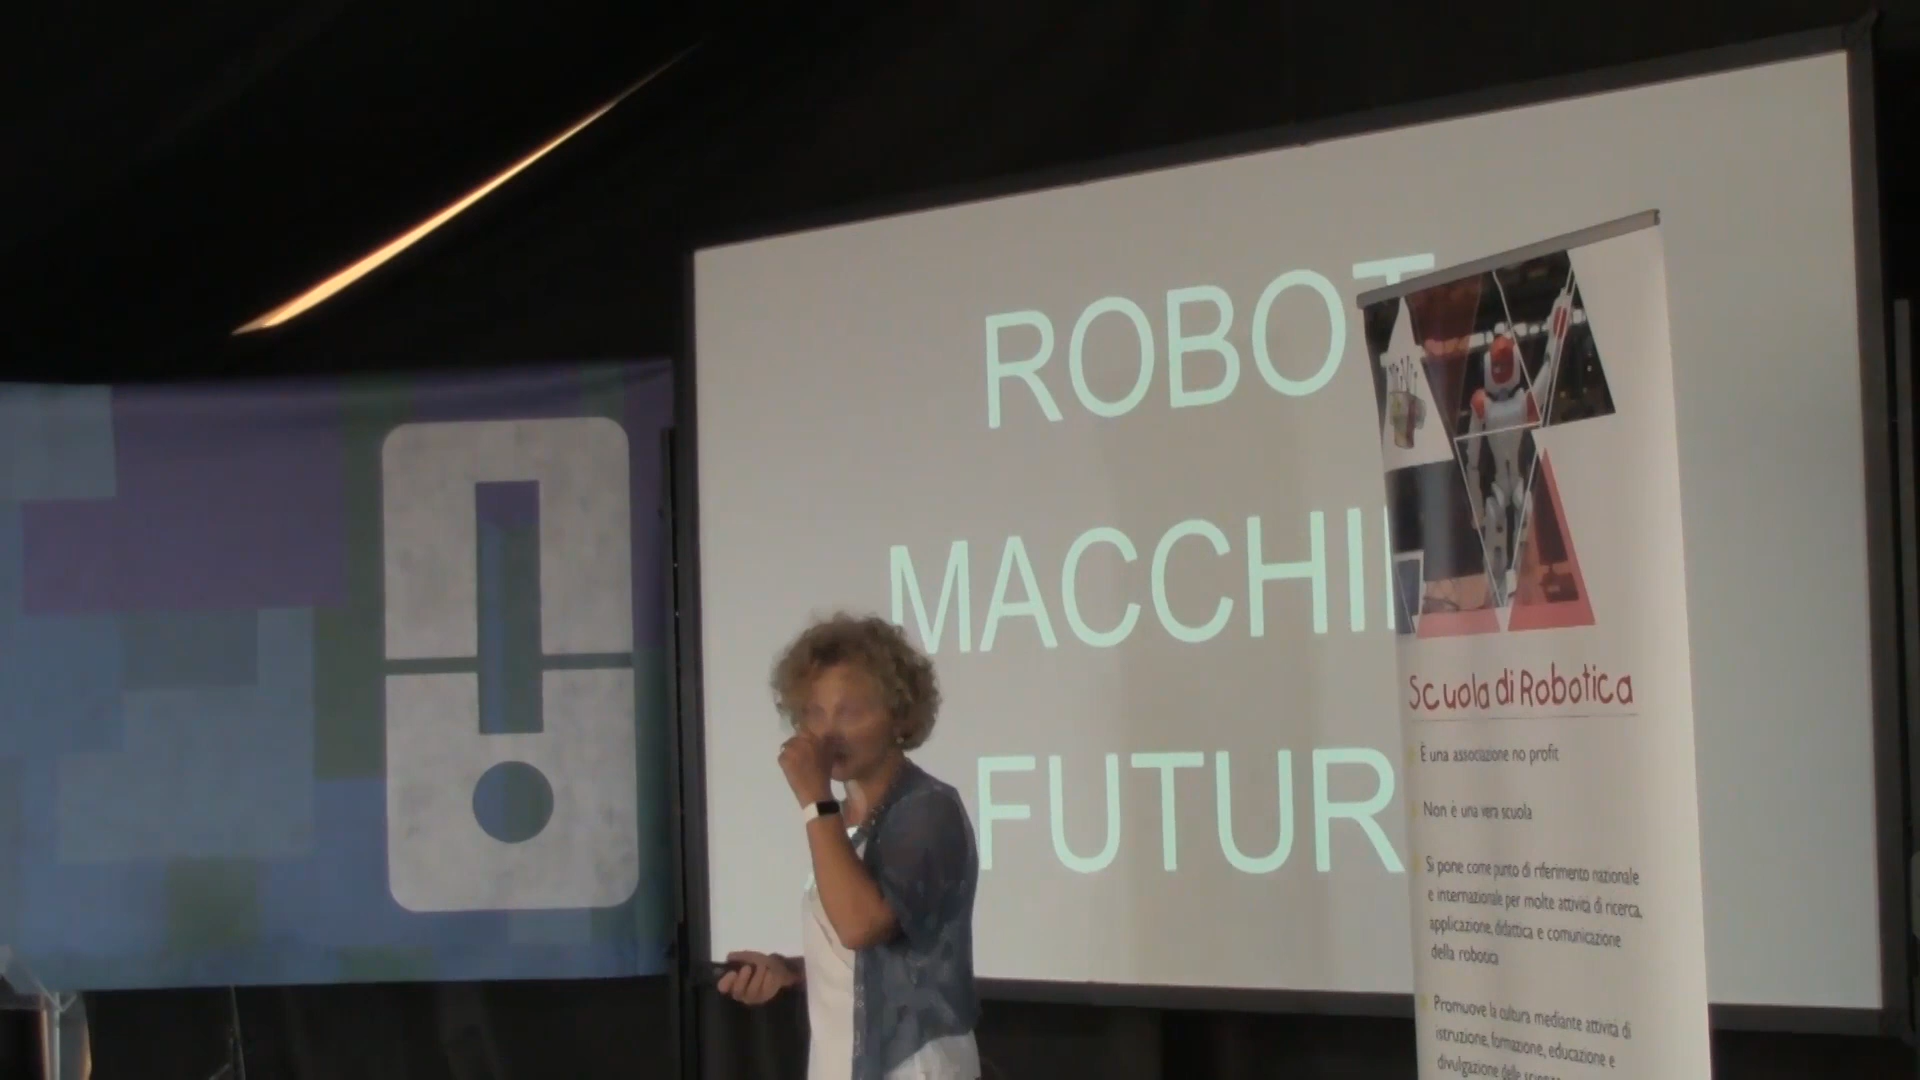 ROBOT
MACCHI
FUTUR
Scuola di Robotica
È una associazione no profit
Non è una vera scuola
Si pone come punto di riferimento nazionale
e internazionale per molte attività di ricerca,
applicazione, didattica e comunicazione
della robotica
Promuove la cultura mediante attività di
istruzione, formazione, educazione e
divulgazione delle